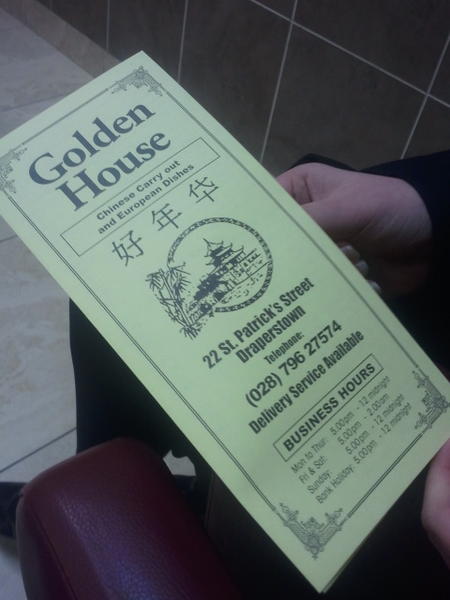 Golden
House
Chinese Carry out
and European Dishes
好年华
22 St. Patrick's Street
Draperstown
Telephone:
(028) 796 27574
Delivery Service Available
BUSINESS HOURS
Mon to Thur: 5.00pm - 12 midnight
Fri & Sat: 5.00pm - 2.00am
Sunday: 5.00pm - 12 midnight
Bank Holiday: 5.00pm - 12 midnight